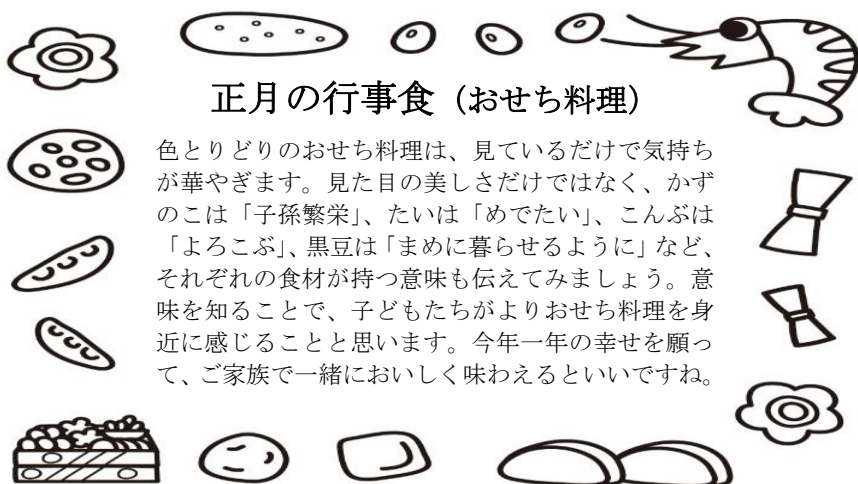 正月の行事食（おせち料理）
色とりどりのおせち料理は、見ているだけで気持ち
が華やぎます。見た目の美しさだけではなく、かず
のこは「子孫繁栄」、たいは「めでたい」、こんぶは
「よろこぶ」、黒豆は「まめに暮らせるように」など、
それぞれの食材が持つ意味も伝えてみましょう。意
味を知ることで、子どもたちがよりおせち料理を身
近に感じることと思います。今年一年の幸せを願っ
て、ご家族で一緒においしく味わえるといいですね。